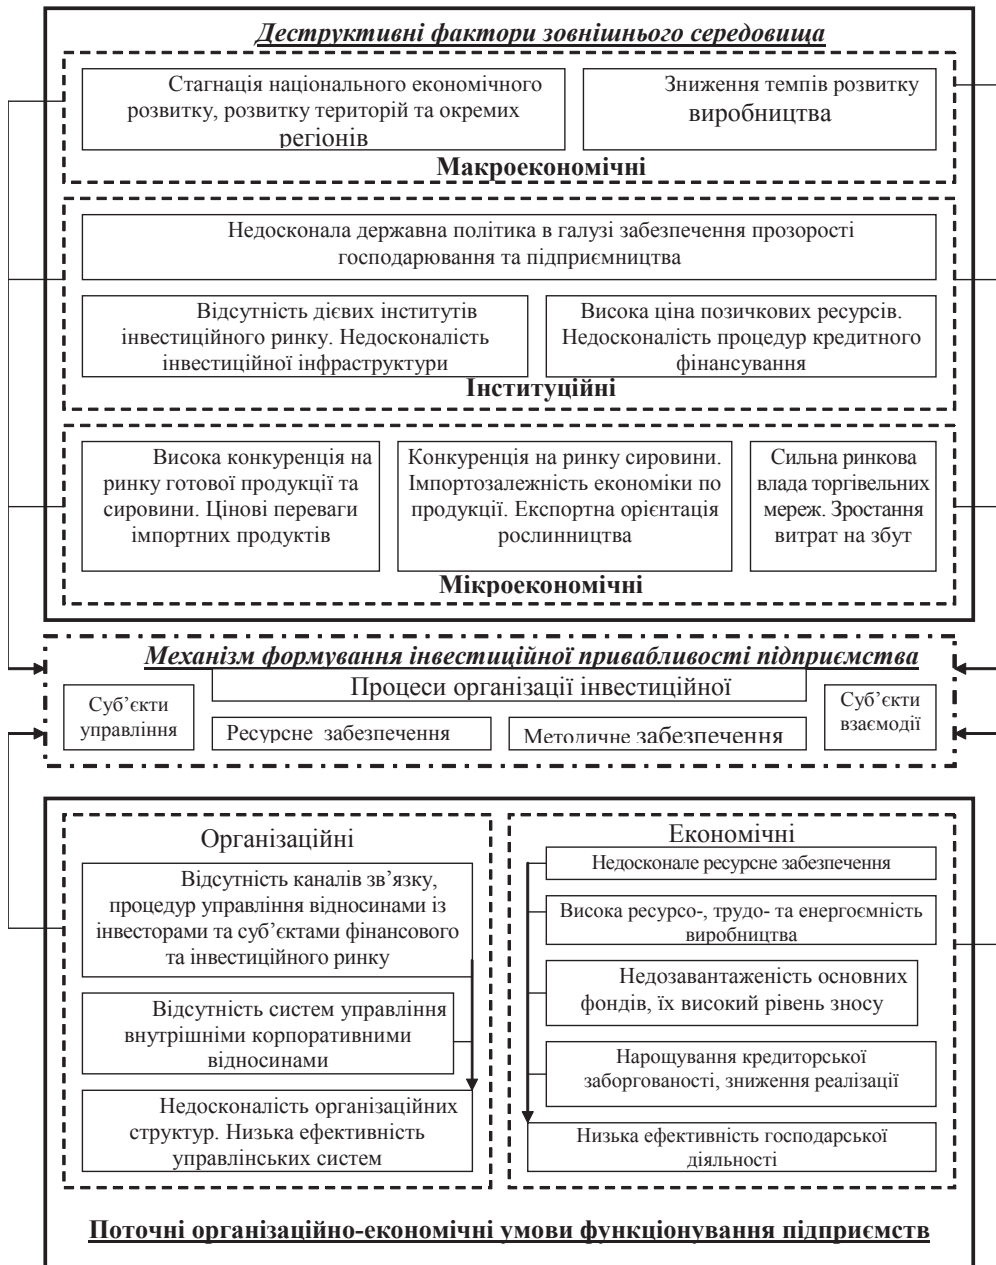 Деструктивні фактори зовнішнього середовища
Стагнація національного економічного
розвитку, розвитку територій та окремих
регіонів
Зниження темпів розвитку
виробництва
Макроекономічні
Недосконала державна політика в галузі забезпечення прозорості
господарювання та підприємництва
Відсутність дієвих інститутів
інвестиційного ринку. Недосконалість
інвестиційної інфраструктури
Висока ціна позичкових ресурсів.
Недосконалість процедур кредитного
фінансування
Інституційні
Висока конкуренція на
ринку готової продукції та
сировини. Цінові переваги
імпортних продуктів
Конкуренція на ринку сировини.
Імпортозалежність економіки по
продукції. Експортна орієнтація
рослинництва
Сильна ринкова
влада торгівельних
мереж. Зростання
витрат на збут
Мікроекономічні
Механізм формування інвестиційної привабливості підприємства
Суб’єкти
управління
Процеси організації інвестиційної
Ресурсне забезпечення
Методичне забезпечення
Суб’єкти
взаємодії
Організаційні
Відсутність каналів зв’язку,
процедур управління відносинами із
інвесторами та суб’єктами фінансового
та інвестиційного ринку
Відсутність систем управління
внутрішніми корпоративними
відносинами
Недосконалість організаційних
структур. Низька ефективність
управлінських систем
Економічні
Недосконале ресурсне забезпечення
Висока ресурсо-, трудо- та енергоємність
виробництва
Недозавантаженість основних
фондів, їх високий рівень зносу
Нарощування кредиторської
заборгованості, зниження реалізації
Низька ефективність господарської
діяльності
Поточні організаційно-економічні умови функціонування підприємств